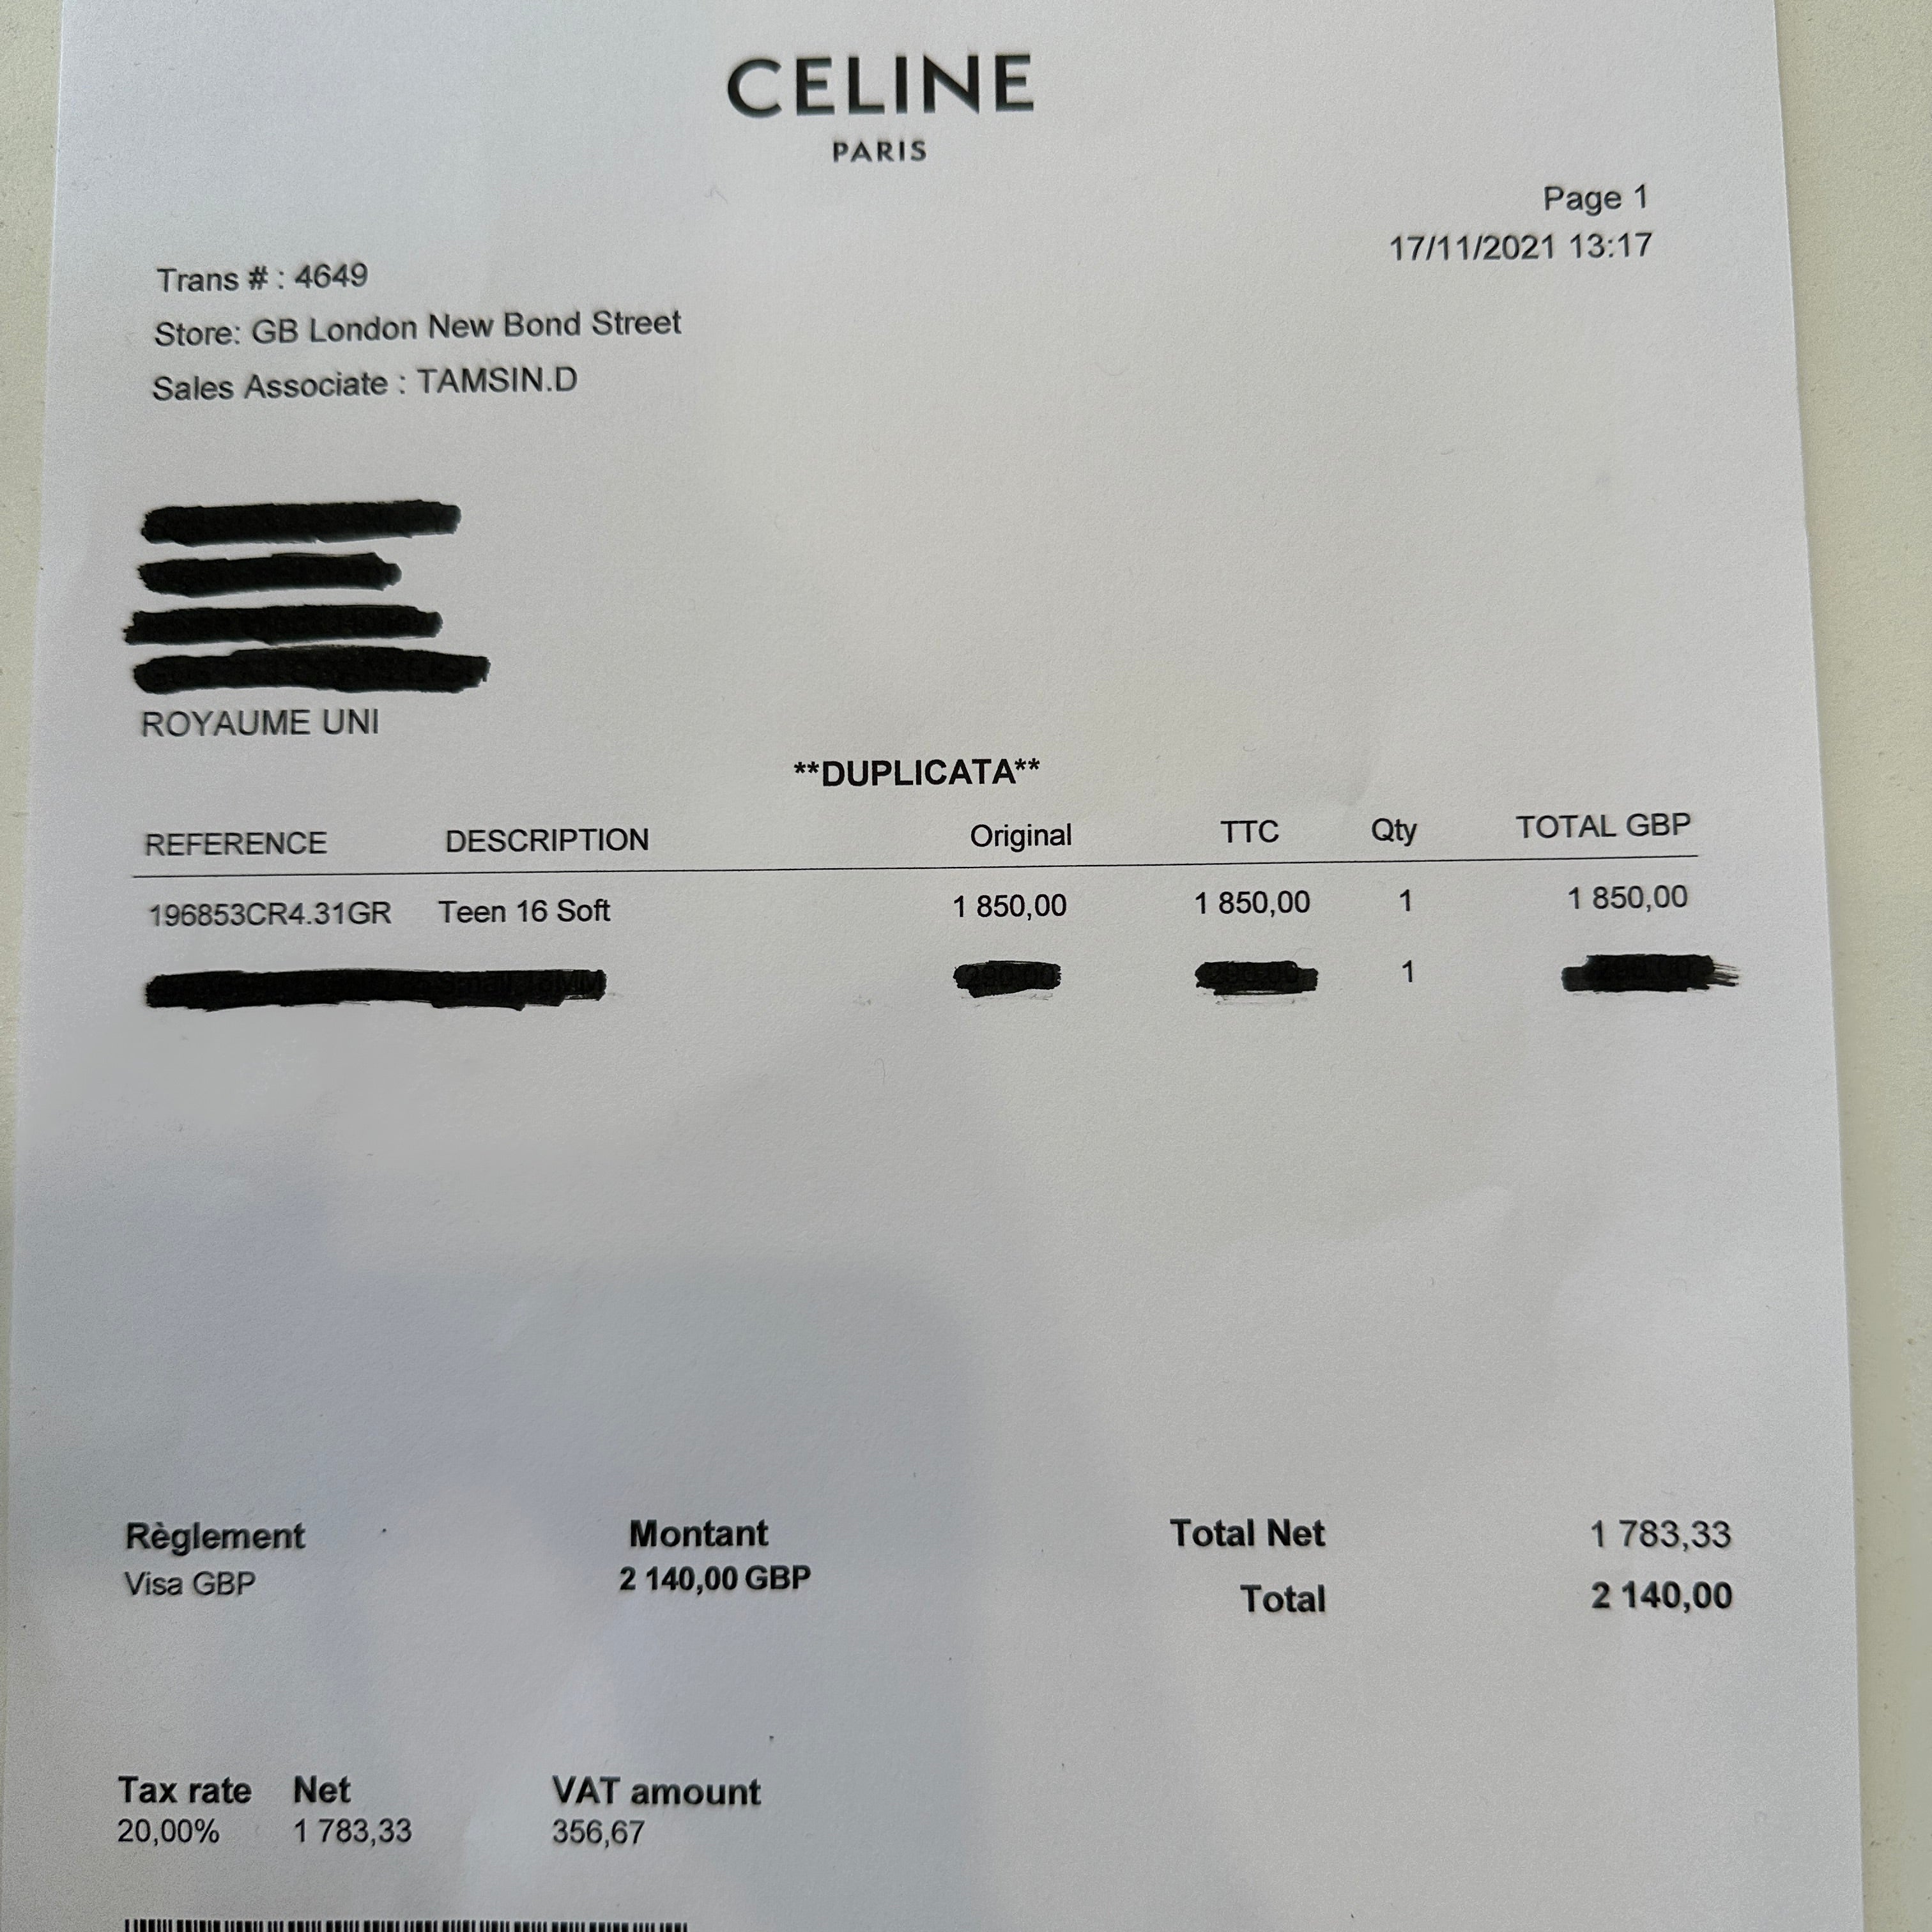 CELINE
PARIS
Page 1
17/11/2021 13:17
Trans # : 4649
Store: GB London New Bond Street
Sales Associate : TAMSIN.D
ROYAUME UNI
**DUPLICATA**
REFERENCE DESCRIPTION Original TTC Qty TOTAL GBP
196853CR4.31GR Teen 16 Soft 1 850,00 1 850,00 1 1 850,00
1
Règlement Montant Total Net 1 783,33
Visa GBP 2 140,00 GBP Total 2 140,00
Tax rate Net VAT amount
20,00% 1 783,33 356,67